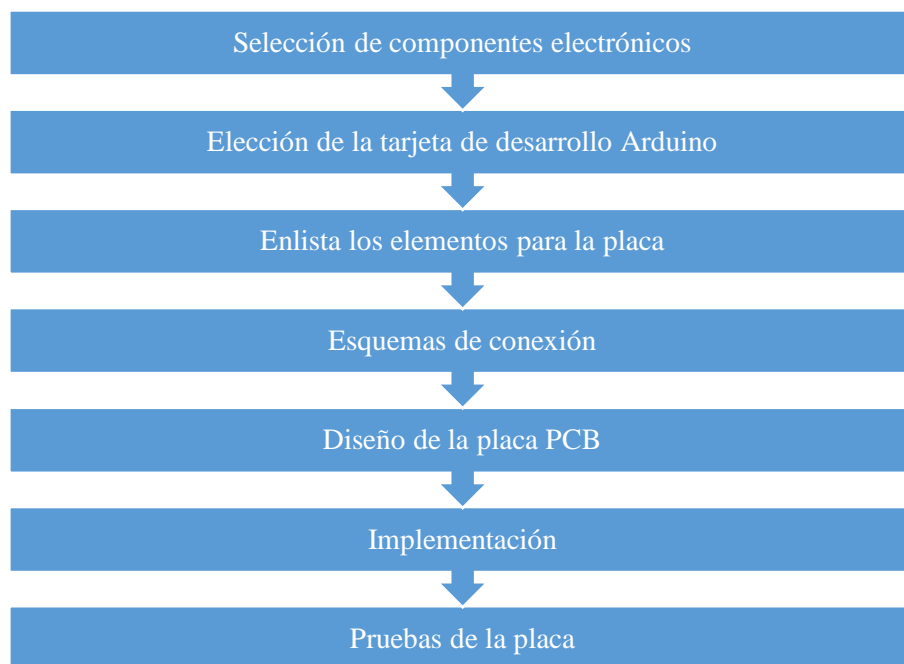 Selección de componentes electrónicos
Elección de la tarjeta de desarrollo Arduino
Enlista los elementos para la placa
Esquemas de conexión
Diseño de la placa PCB
Implementación
Pruebas de la placa